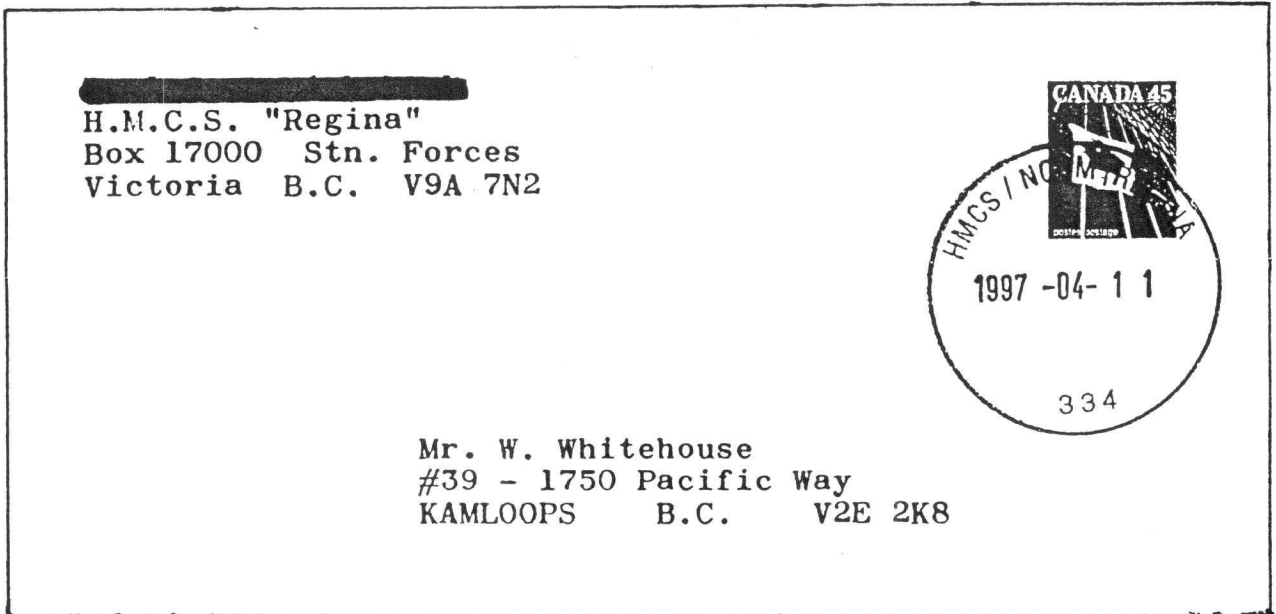 H.M.C.S. "Regina"
Box 17000 Stn. Forces
Victoria B.C. V9A 7N2
CANADA 45
postes postage
HMCS / NC
1997 -04- 1 1
334
Mr. W. Whitehouse
#39 - 1750 Pacific Way
KAMLOOPS B.C. V2E 2K8